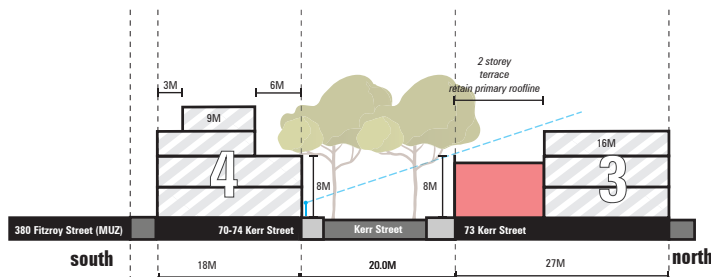 2 storey
terrace
retain primary roofline
3M
6M
9M
16M
4
3
8M
8M
380 Fitzroy Street (MUZ)
70-74 Kerr Street
Kerr Street
73 Kerr Street
south
north
18M
20.0M
27M